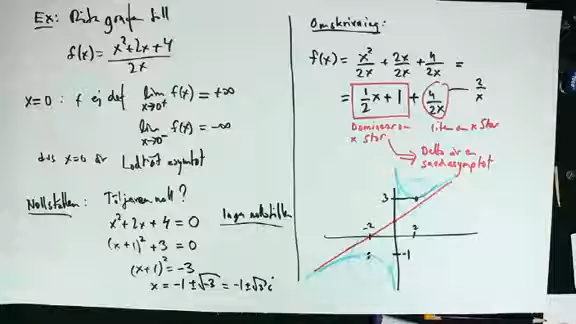 Ex: Rita grafen till
f(x) = x²+2x+4 / 2x
x=0: f ej def lim x→0+ f(x) = +∞
lim x→0- f(x) = -∞
dvs x=0 är Lodrät asymptot
Nollställen: Täljaren noll?
x²+2x+4 = 0
(x+1)² + 3 = 0
(x+1)² = -3
x = -1 ± √-3 = -1 ± √3 i
Inga nollställen
Omskrivning:
f(x) = x²/2x + 2x/2x + 4/2x =
= 1/2 x + 1 + 4/2x 2/x
Dominerar om x stor
liten om x stor
Detta är en snedasymptot
3
-2
2
-1